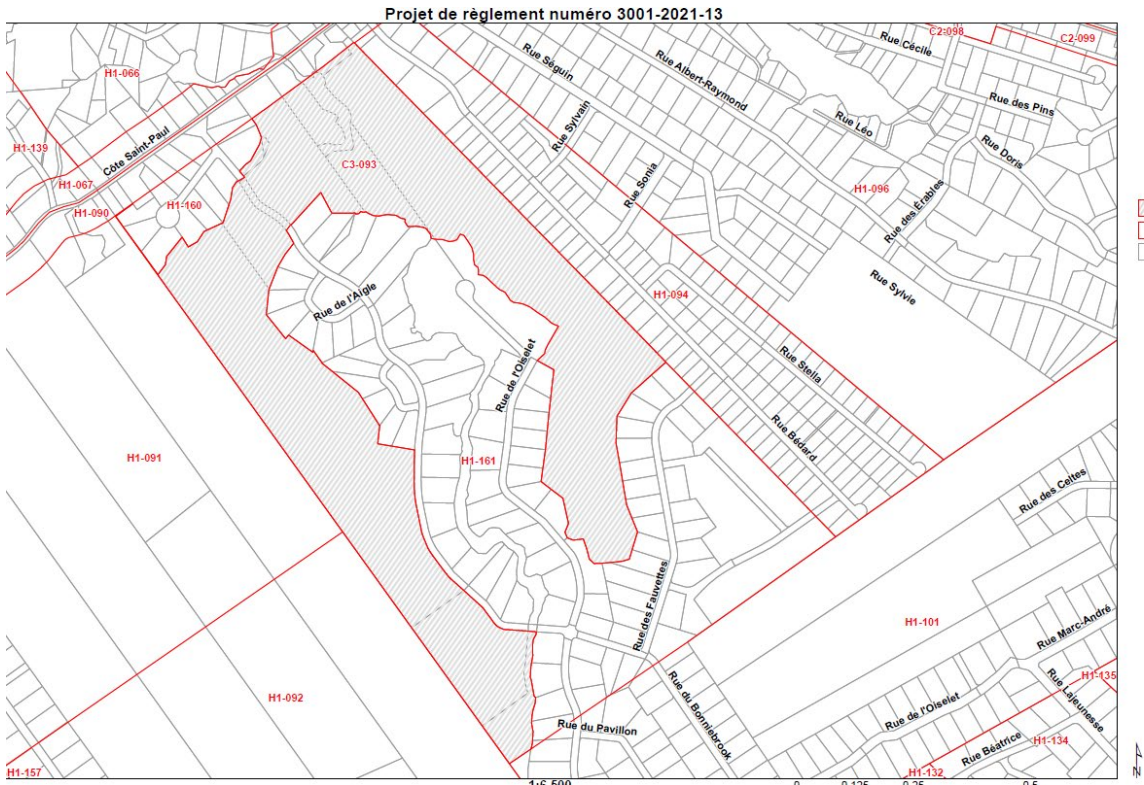 Projet de règlement numéro 3001-2021-13
C2-098
C2-099
Rue Cécile
Rue Séguin
Rue Albert-Raymond
H1-066
Rue des Pins
Rue Léo
Rue Sylvain
Côte Saint-Paul
H1-139
Rue Doris
C3-093
Rue Sonia
H1-096
H1-067
Rue des Érables
H1-160
H1-090
Rue Sylvie
Rue de l'Aigle
H1-094
Rue Stella
Rue de l'Oiselet
Rue Bédard
H1-091
H1-161
Rue des Celtes
Rue des Fauvettes
H1-101
Rue Marc-André
H1-135
Rue Lajeunesse
H1-092
Rue du Bonniebrook
Rue de l'Oiselet
Rue du Pavillon
H1-134
Rue Béatrice
H1-157
H1-132
N
1:6 500
0 0,125 0,25 0,5